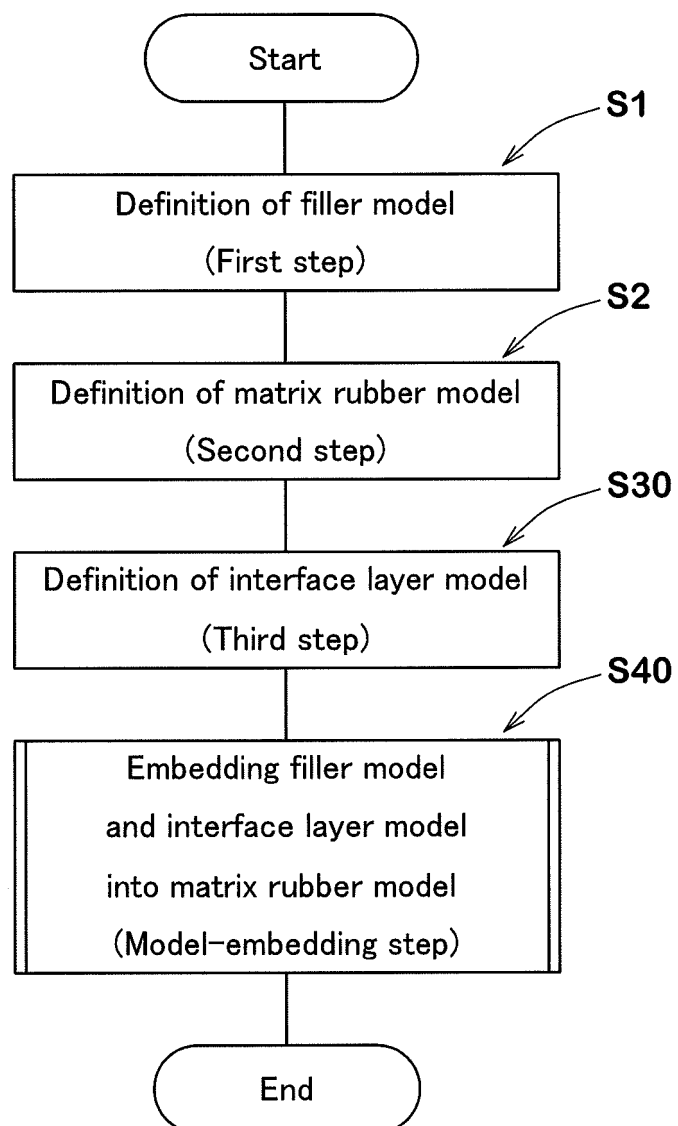 Start
S1
Definition of filler model
(First step)
S2
Definition of matrix rubber model
(Second step)
S30
Definition of interface layer model
(Third step)
S40
Embedding filler model
and interface layer model
into matrix rubber model
(Model-embedding step)
End